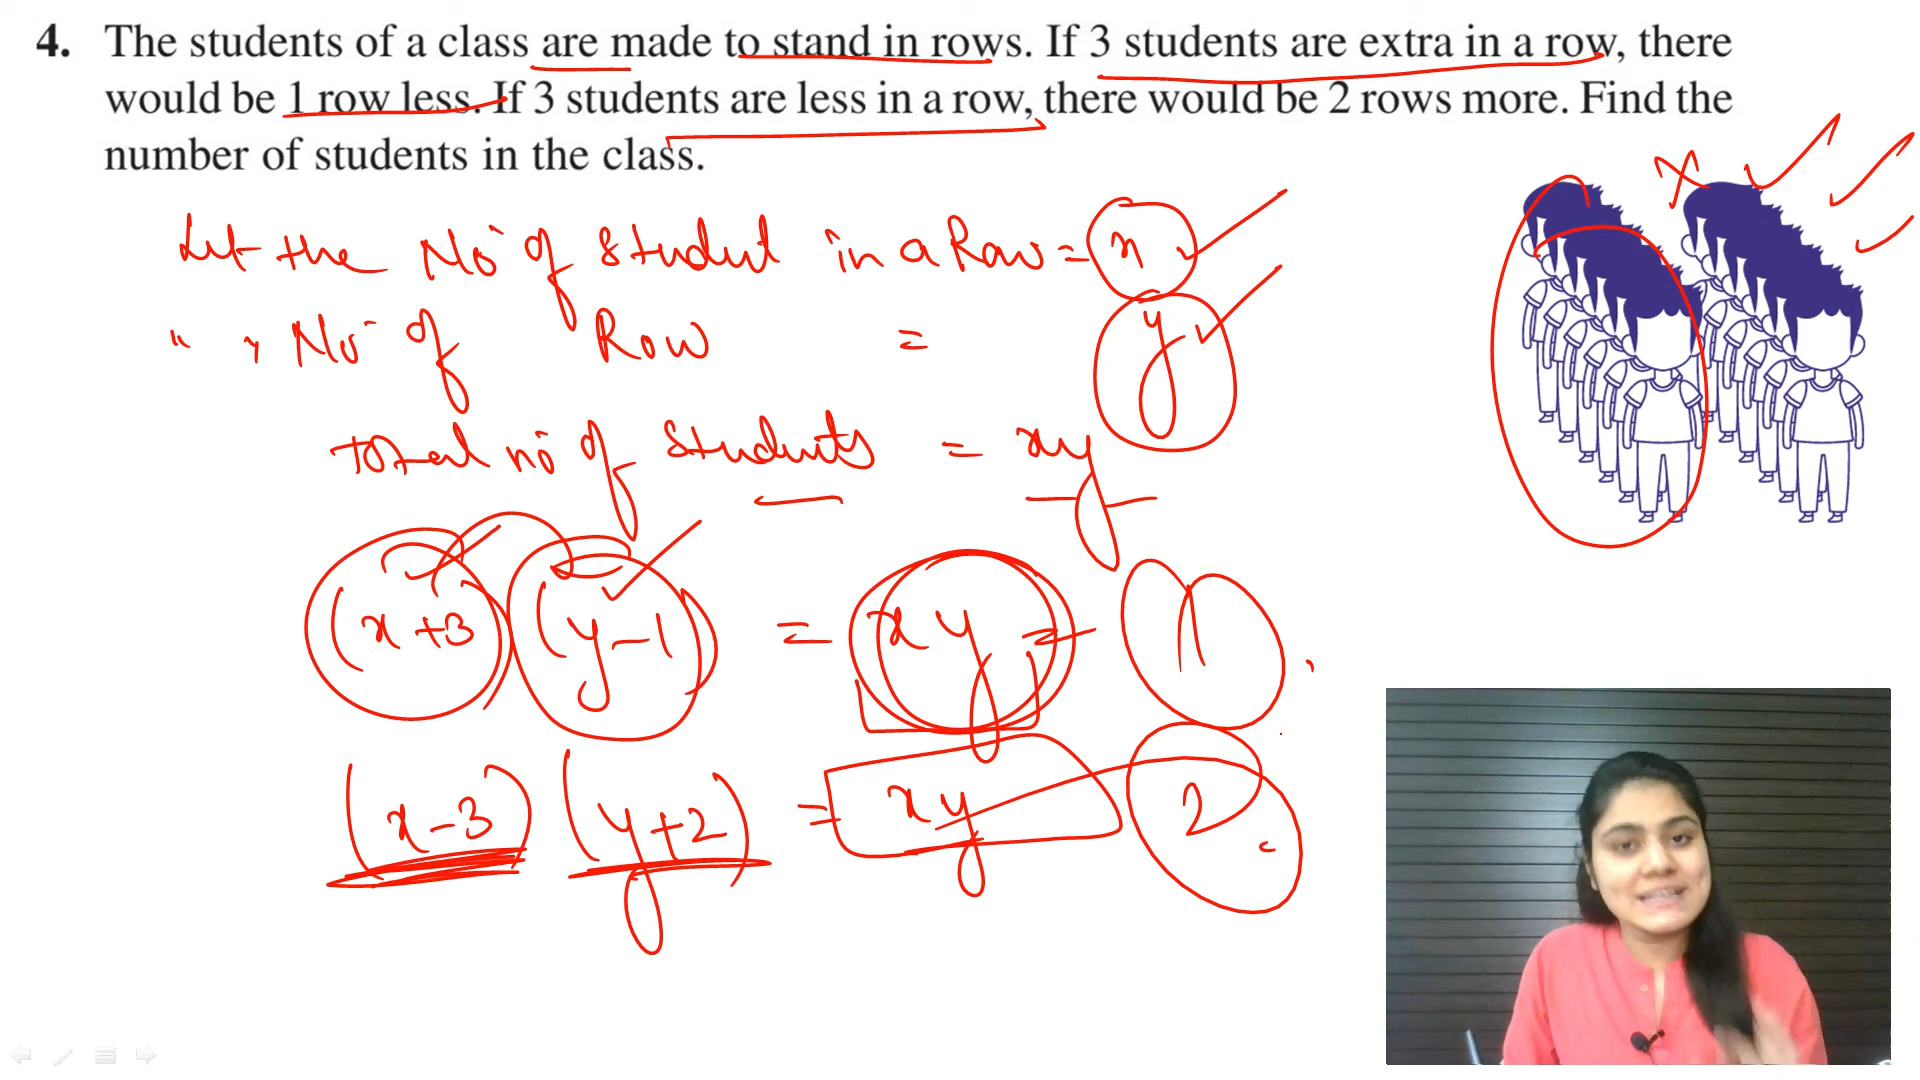 4. The students of a class are made to stand in rows. If 3 students are extra in a row, there
would be 1 row less. If 3 students are less in a row, there would be 2 rows more. Find the
number of students in the class.
Let the No of Student in a Row = x
" " No of Row = y
total no of students = xy
(x+3) (y-1) = xy - 1
(x-3) (y+2) = xy 2